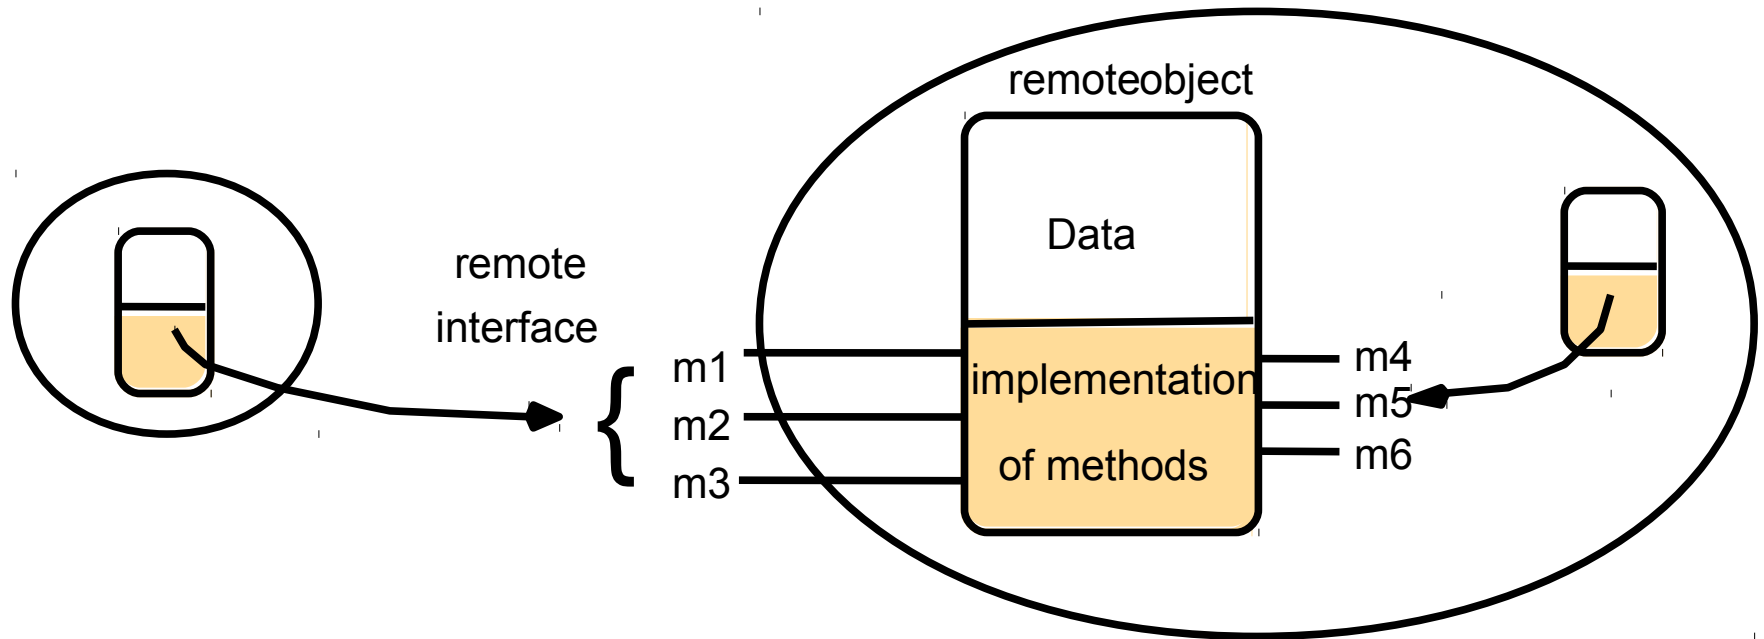 remoteobject
Data
remote
interface
{
m1
m2
m3
implementation
of methods
m4
m5
m6